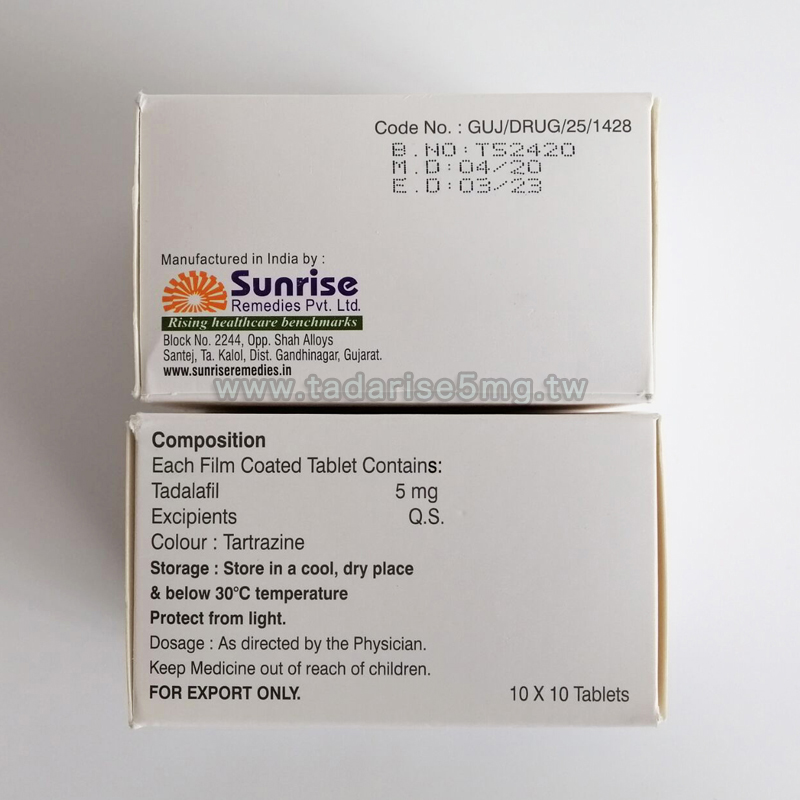 Code No. : GUJ/DRUG/25/1428
B.NO:TS2420
M.D:04/20
E.D:03/23
Manufactured in India by :
Sunrise
Remedies Pvt. Ltd.
Rising healthcare benchmarks
Block No. 2244, Opp. Shah Alloys
Santej, Ta. Kalol, Dist. Gandhinagar, Gujarat.
www.sunriseremedies.in
www.tadarise5mg.tw
Composition
Each Film Coated Tablet Contains:
Tadalafil 5 mg
Excipients Q.S.
Colour : Tartrazine
Storage : Store in a cool, dry place
& below 30°C temperature
Protect from light.
Dosage : As directed by the Physician.
Keep Medicine out of reach of children.
FOR EXPORT ONLY. 10 X 10 Tablets